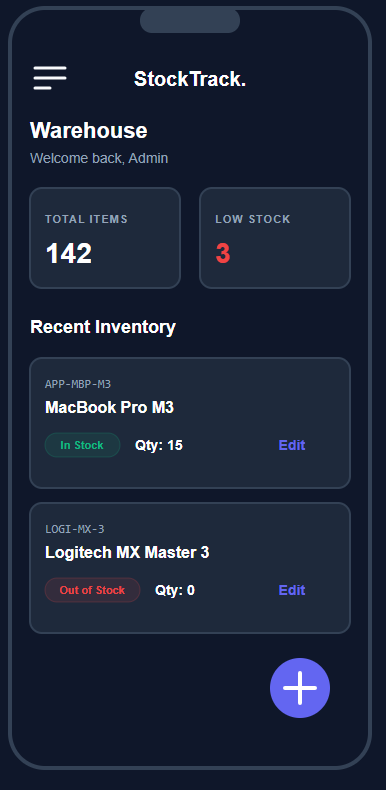 StockTrack.
Warehouse
Welcome back, Admin
TOTAL ITEMS
142
LOW STOCK
3
Recent Inventory
APP-MBP-M3
MacBook Pro M3
In Stock Qty: 15 Edit
LOGI-MX-3
Logitech MX Master 3
Out of Stock Qty: 0 Edit